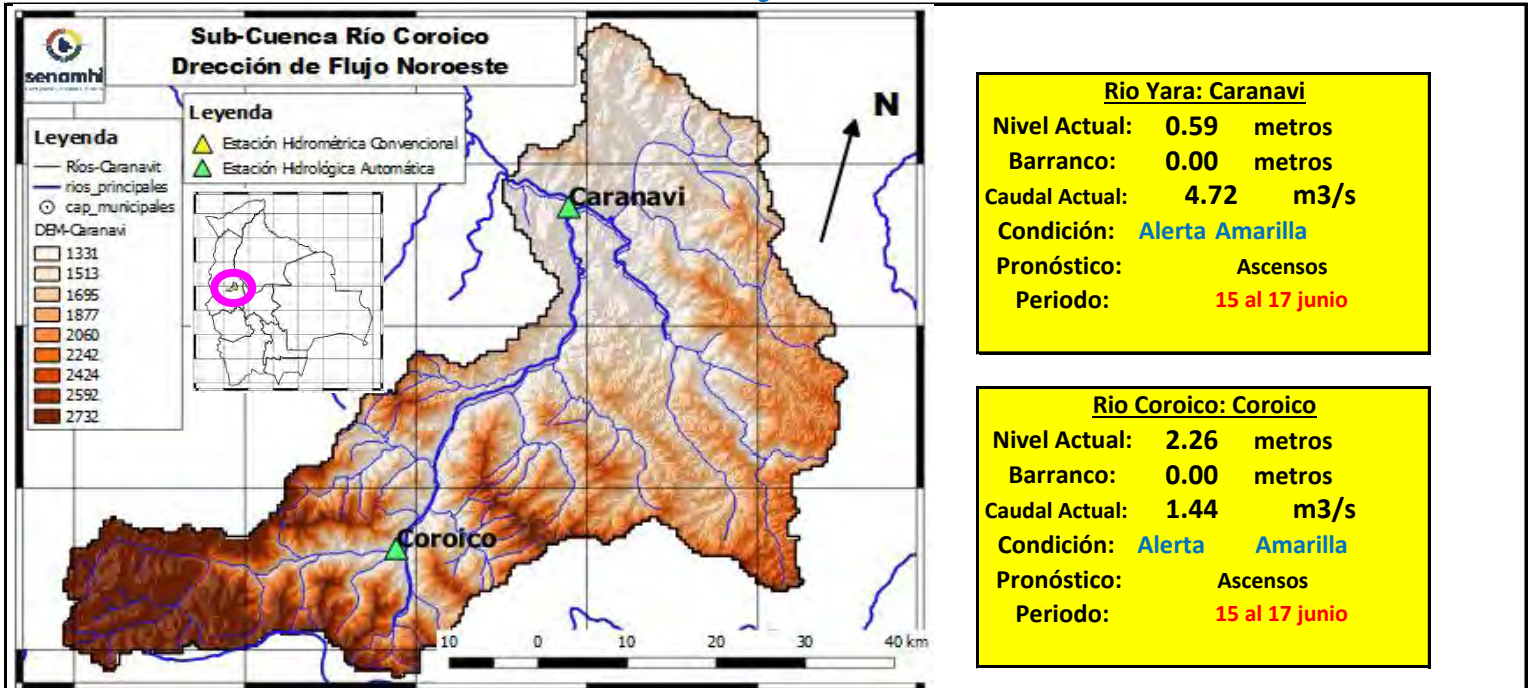 senamhi
Sub-Cuenca Río Coroico
Drección de Flujo Noroeste
N
Leyenda
Estación Hidrométrica Convencional
Estación Hidrológica Automática
Leyenda
Ríos-Caranavit
rios_principales
cap_municipales
DEM-Caranavi
1331
1513
1695
1877
2060
2242
2424
2592
2732
Caranavi
Coroico
10 0 10 20 30 40 km
Rio Yara: Caranavi
Nivel Actual: 0.59 metros
Barranco: 0.00 metros
Caudal Actual: 4.72 m3/s
Condición: Alerta Amarilla
Pronóstico: Ascensos
Periodo: 15 al 17 junio
Rio Coroico: Coroico
Nivel Actual: 2.26 metros
Barranco: 0.00 metros
Caudal Actual: 1.44 m3/s
Condición: Alerta Amarilla
Pronóstico: Ascensos
Periodo: 15 al 17 junio